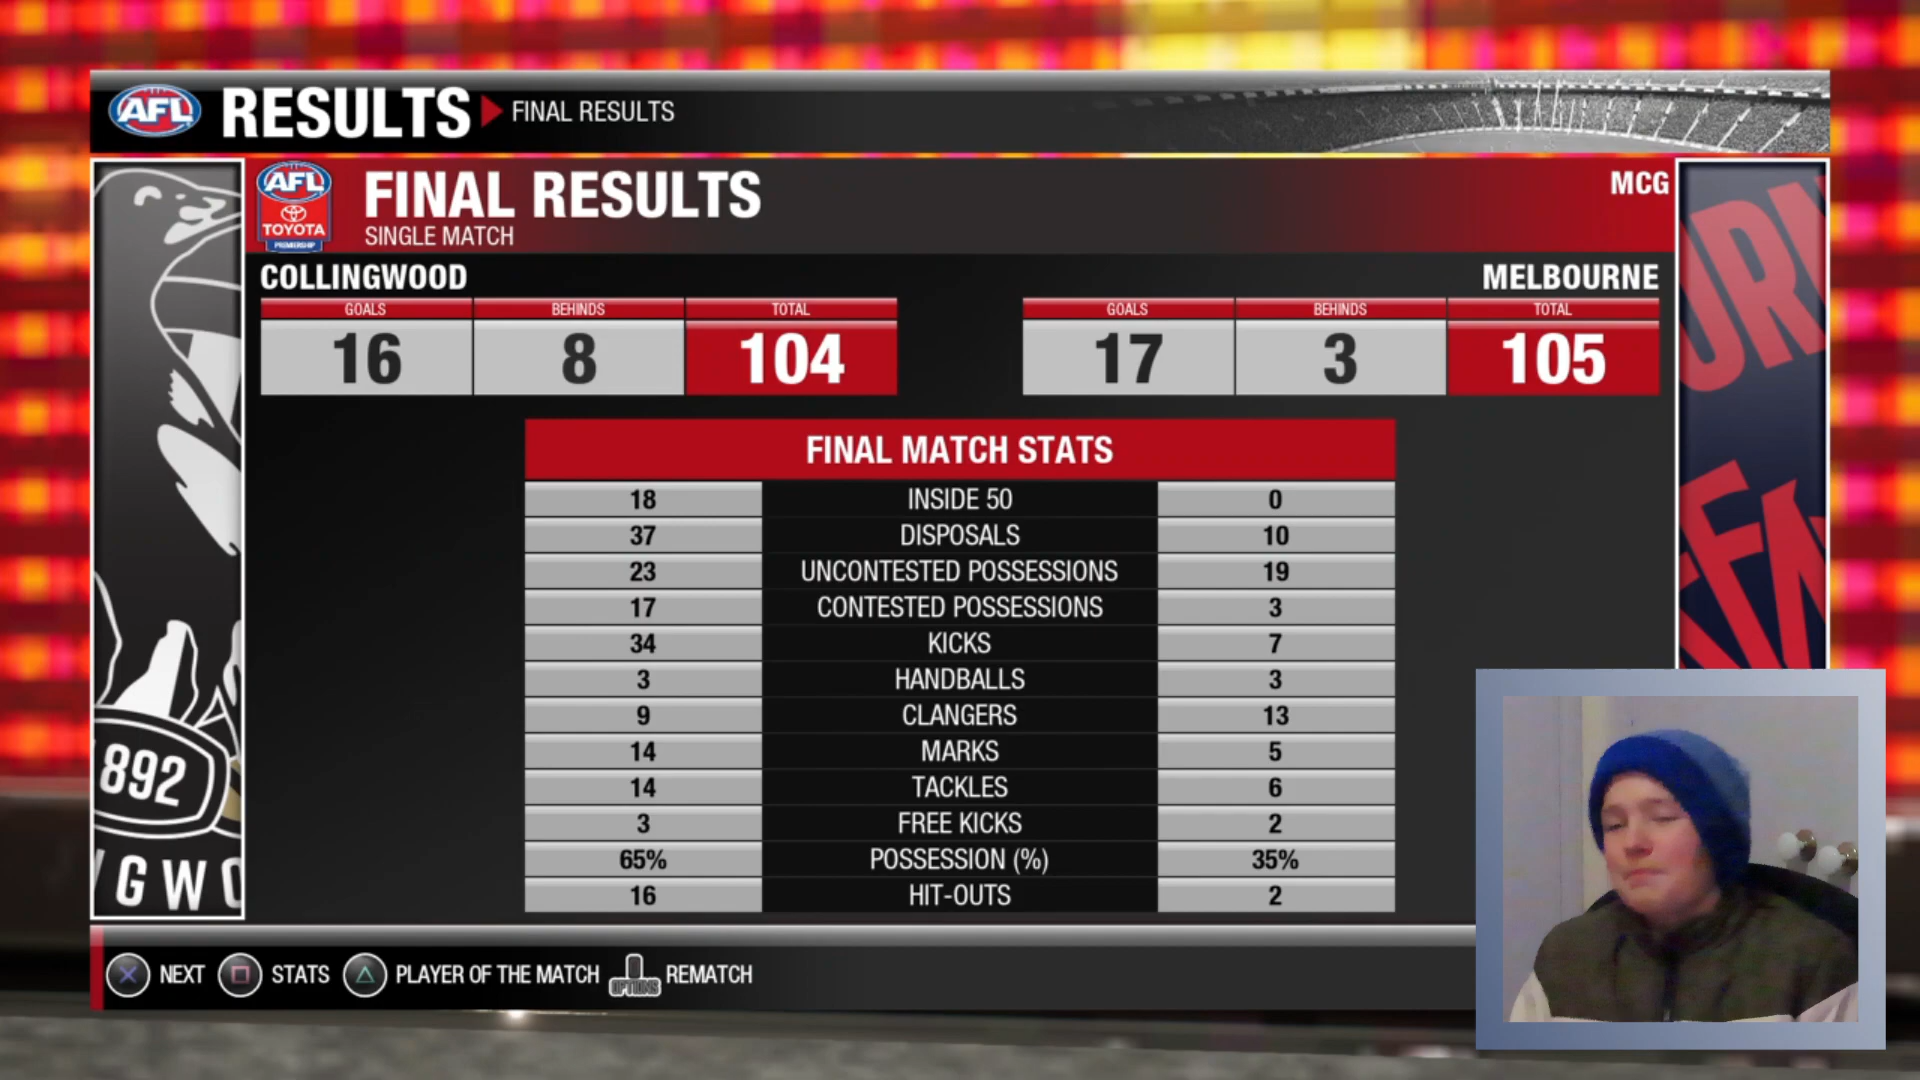 AFL RESULTS FINAL RESULTS
AFL TOYOTA PREMIERSHIP
FINAL RESULTS
SINGLE MATCH
MCG
COLLINGWOOD
GOALS BEHINDS TOTAL
16 8 104
MELBOURNE
GOALS BEHINDS TOTAL
17 3 105
FINAL MATCH STATS
18 INSIDE 50 0
37 DISPOSALS 10
23 UNCONTESTED POSSESSIONS 19
17 CONTESTED POSSESSIONS 3
34 KICKS 7
3 HANDBALLS 3
9 CLANGERS 13
14 MARKS 5
14 TACKLES 6
3 FREE KICKS 2
65% POSSESSION (%) 35%
16 HIT-OUTS 2
892
GWO
NEXT STATS PLAYER OF THE MATCH OPTIONS REMATCH